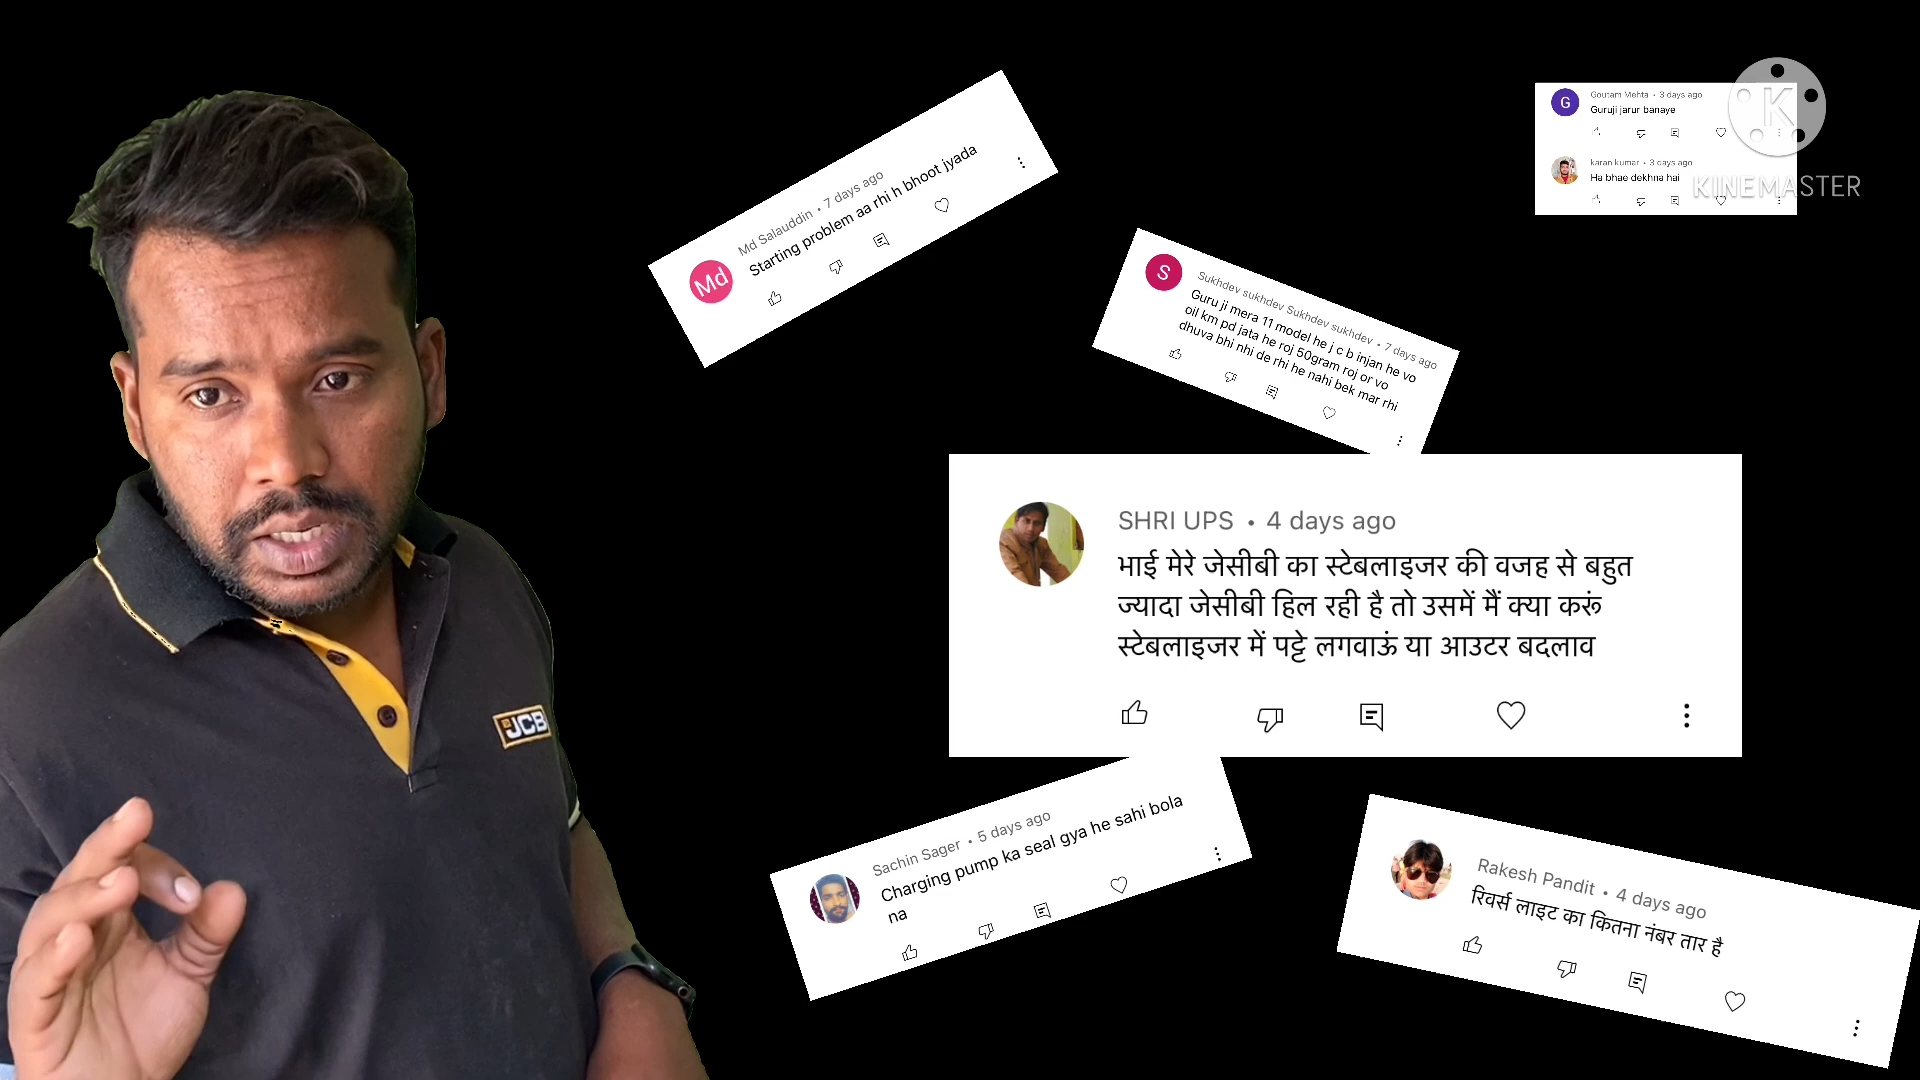 Md
Md Salauddin • 7 days ago
Starting problem aa rhi h bhoot jyada
G
Goutam Mehta • 3 days ago
Guruji jarur banaye
karan kumar • 3 days ago
Ha bhae dekhna hai
K
KINEMASTER
S
Sukhdev sukhdev Sukhdev sukhdev • 7 days ago
Guru ji mera 11 model he j c b injan he vo
oil km pd jata he roj 50gram roj or vo
dhuva bhi nhi de rhi he nahi bek mar rhi
SHRI UPS • 4 days ago
भाई मेरे जेसीबी का स्टेबलाइजर की वजह से बहुत
ज्यादा जेसीबी हिल रही है तो उसमें मैं क्या करूं
स्टेबलाइजर में पट्टे लगवाऊं या आउटर बदलाव
JCB
Sachin Sager • 5 days ago
Charging pump ka seal gya he sahi bola
na
Rakesh Pandit • 4 days ago
रिवर्स लाइट का कितना नंबर तार है